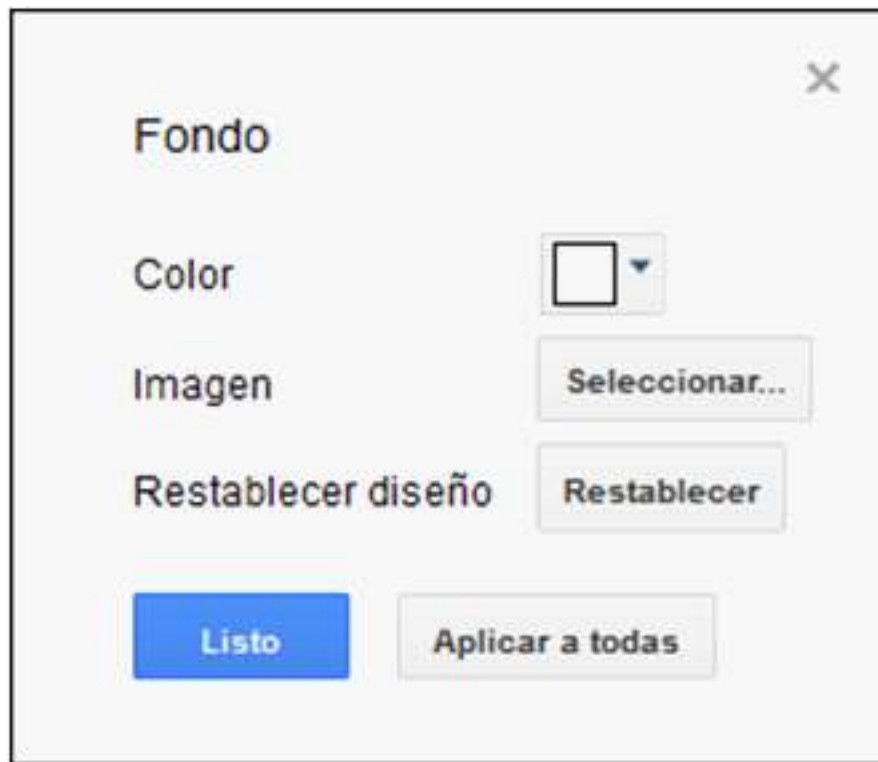 Fondo
Color
Imagen Seleccionar...
Restablecer diseño Restablecer
Listo Aplicar a todas